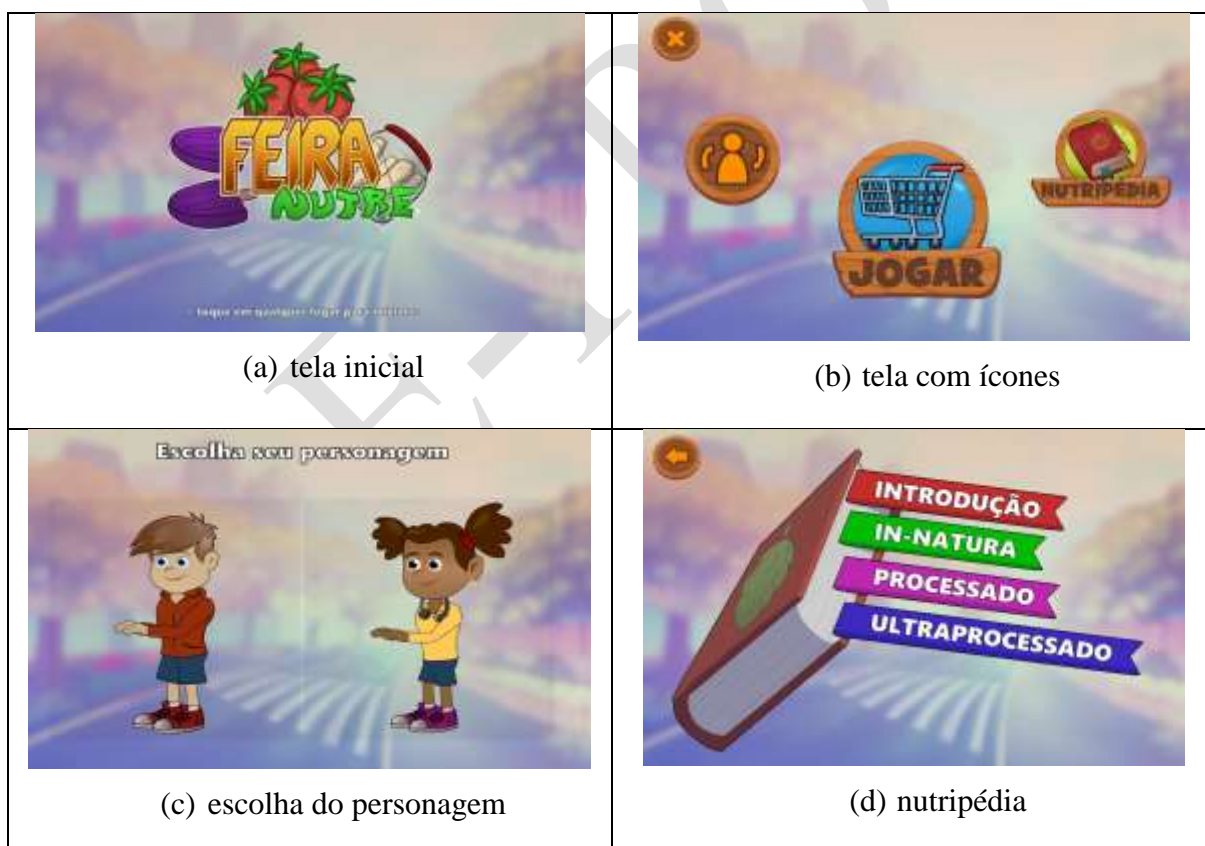 FEIRA
NUTRE
(a) tela inicial
JOGAR
NUTRIPÉDIA
(b) tela com ícones
Escolha seu personagem
(c) escolha do personagem
INTRODUÇÃO
IN-NATURA
PROCESSADO
ULTRAPROCESSADO
(d) nutripédia